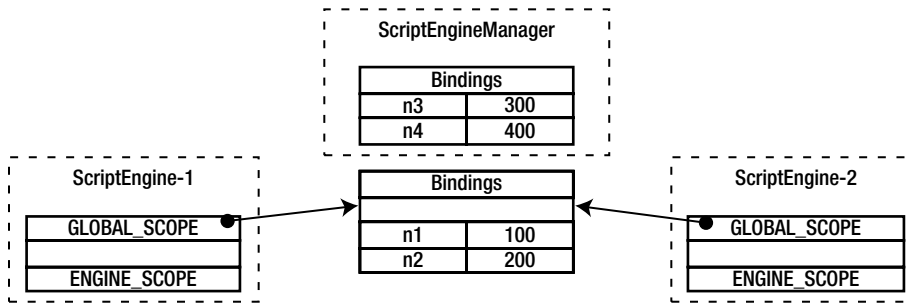 ScriptEngineManager
Bindings
n3 300
n4 400
ScriptEngine-1
GLOBAL_SCOPE
ENGINE_SCOPE
Bindings
n1 100
n2 200
ScriptEngine-2
GLOBAL_SCOPE
ENGINE_SCOPE